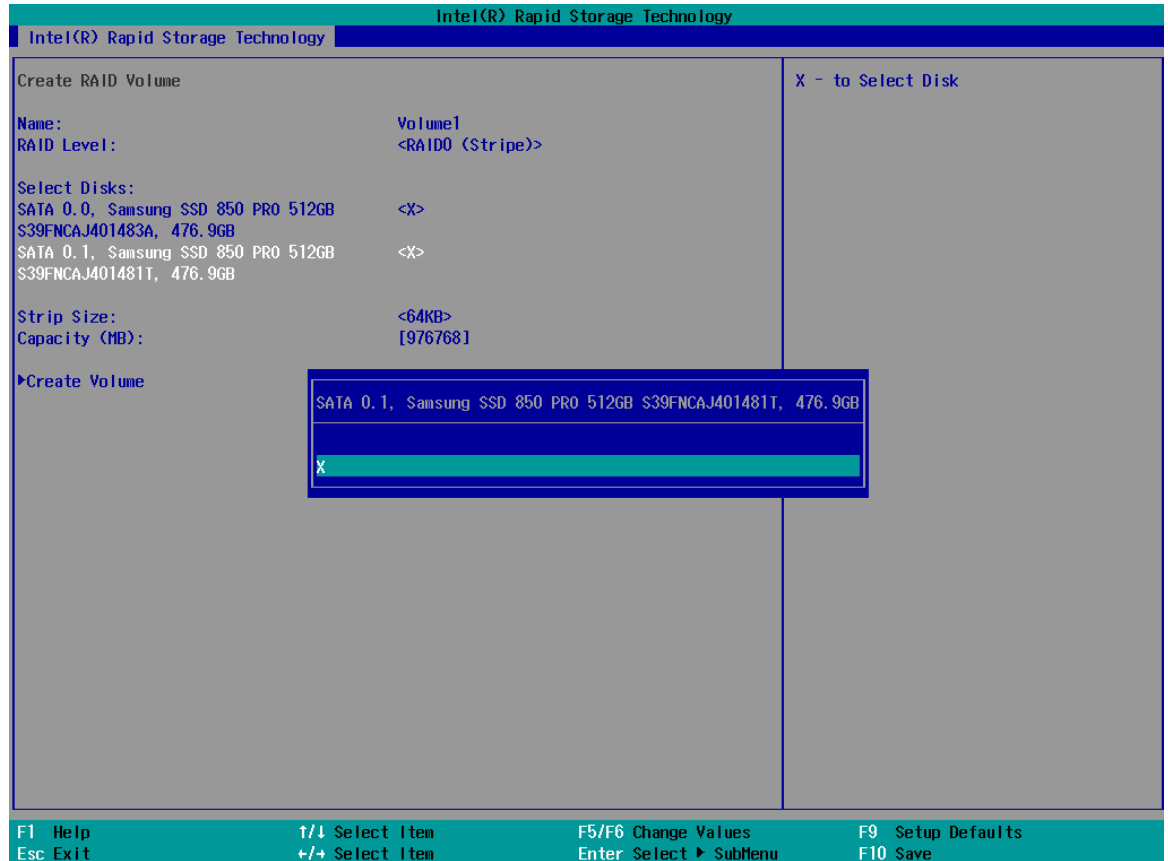 Intel(R) Rapid Storage Technology
Intel(R) Rapid Storage Technology
Create RAID Volume
X - to Select Disk
Name: Volume1
RAID Level: <RAID0 (Stripe)>
Select Disks:
SATA 0.0, Samsung SSD 850 PRO 512GB <X>
S39FNCAJ401483A, 476.9GB
SATA 0.1, Samsung SSD 850 PRO 512GB <X>
S39FNCAJ401481T, 476.9GB
Strip Size: <64KB>
Capacity (MB): [976768]
►Create Volume
SATA 0.1, Samsung SSD 850 PRO 512GB S39FNCAJ401481T, 476.9GB
X
F1 Help ↑/↓ Select Item F5/F6 Change Values F9 Setup Defaults
Esc Exit ←/→ Select Item Enter Select ► SubMenu F10 Save